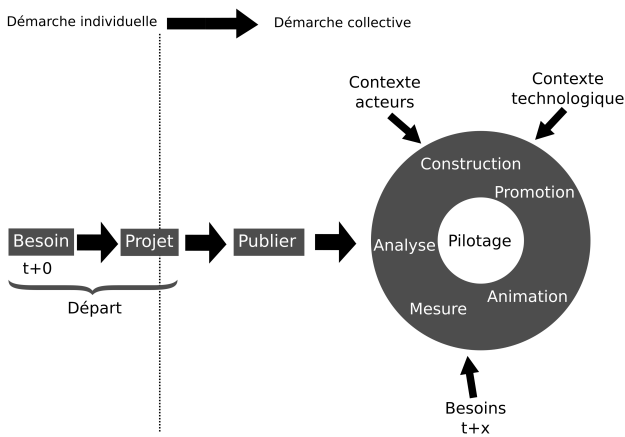 Démarche individuelle
Démarche collective
Contexte
acteurs
Contexte
technologique
Construction
Promotion
Besoin
Projet
Publier
Analyse
Pilotage
t+0
Départ
Mesure
Animation
Besoins
t+x